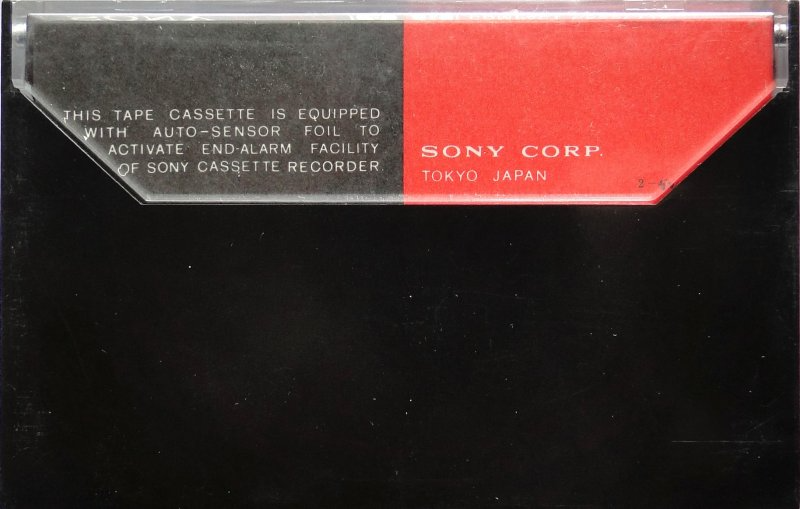 THIS TAPE CASSETTE IS EQUIPPED
WITH AUTO-SENSOR FOIL TO
ACTIVATE END-ALARM FACILITY
OF SONY CASSETTE RECORDER
SONY CORP.
TOKYO JAPAN